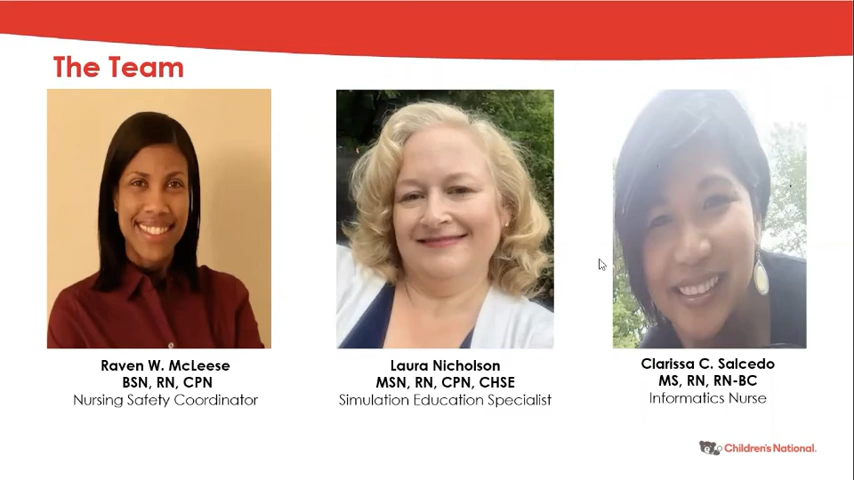 The Team
Raven W. McLeese
BSN, RN, CPN
Nursing Safety Coordinator
Laura Nicholson
MSN, RN, CPN, CHSE
Simulation Education Specialist
Clarissa C. Salcedo
MS, RN, RN-BC
Informatics Nurse
Children's National.